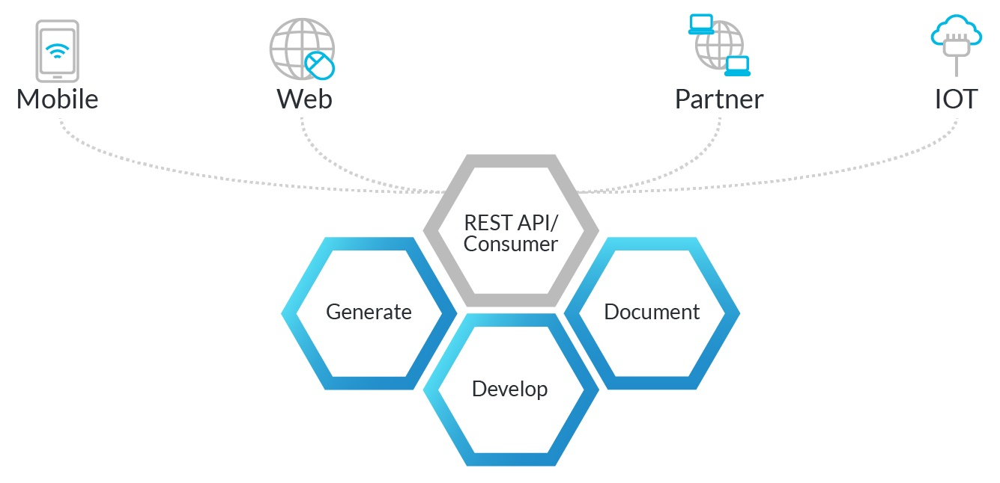 Mobile
Web
Partner
IOT
REST API/
Consumer
Generate
Document
Develop